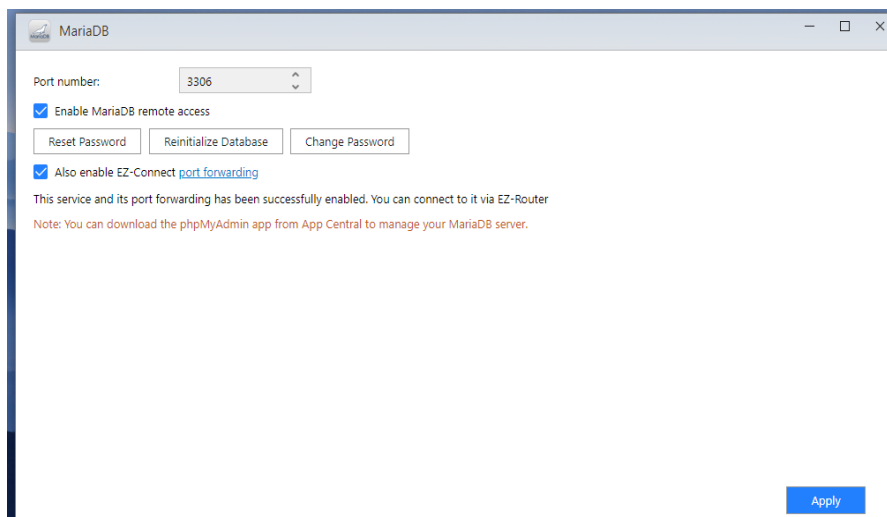 MariaDB
Port number: 3306
Enable MariaDB remote access
Reset Password Reinitialize Database Change Password
Also enable EZ-Connect port forwarding
This service and its port forwarding has been successfully enabled. You can connect to it via EZ-Router
Note: You can download the phpMyAdmin app from App Central to manage your MariaDB server.
Apply